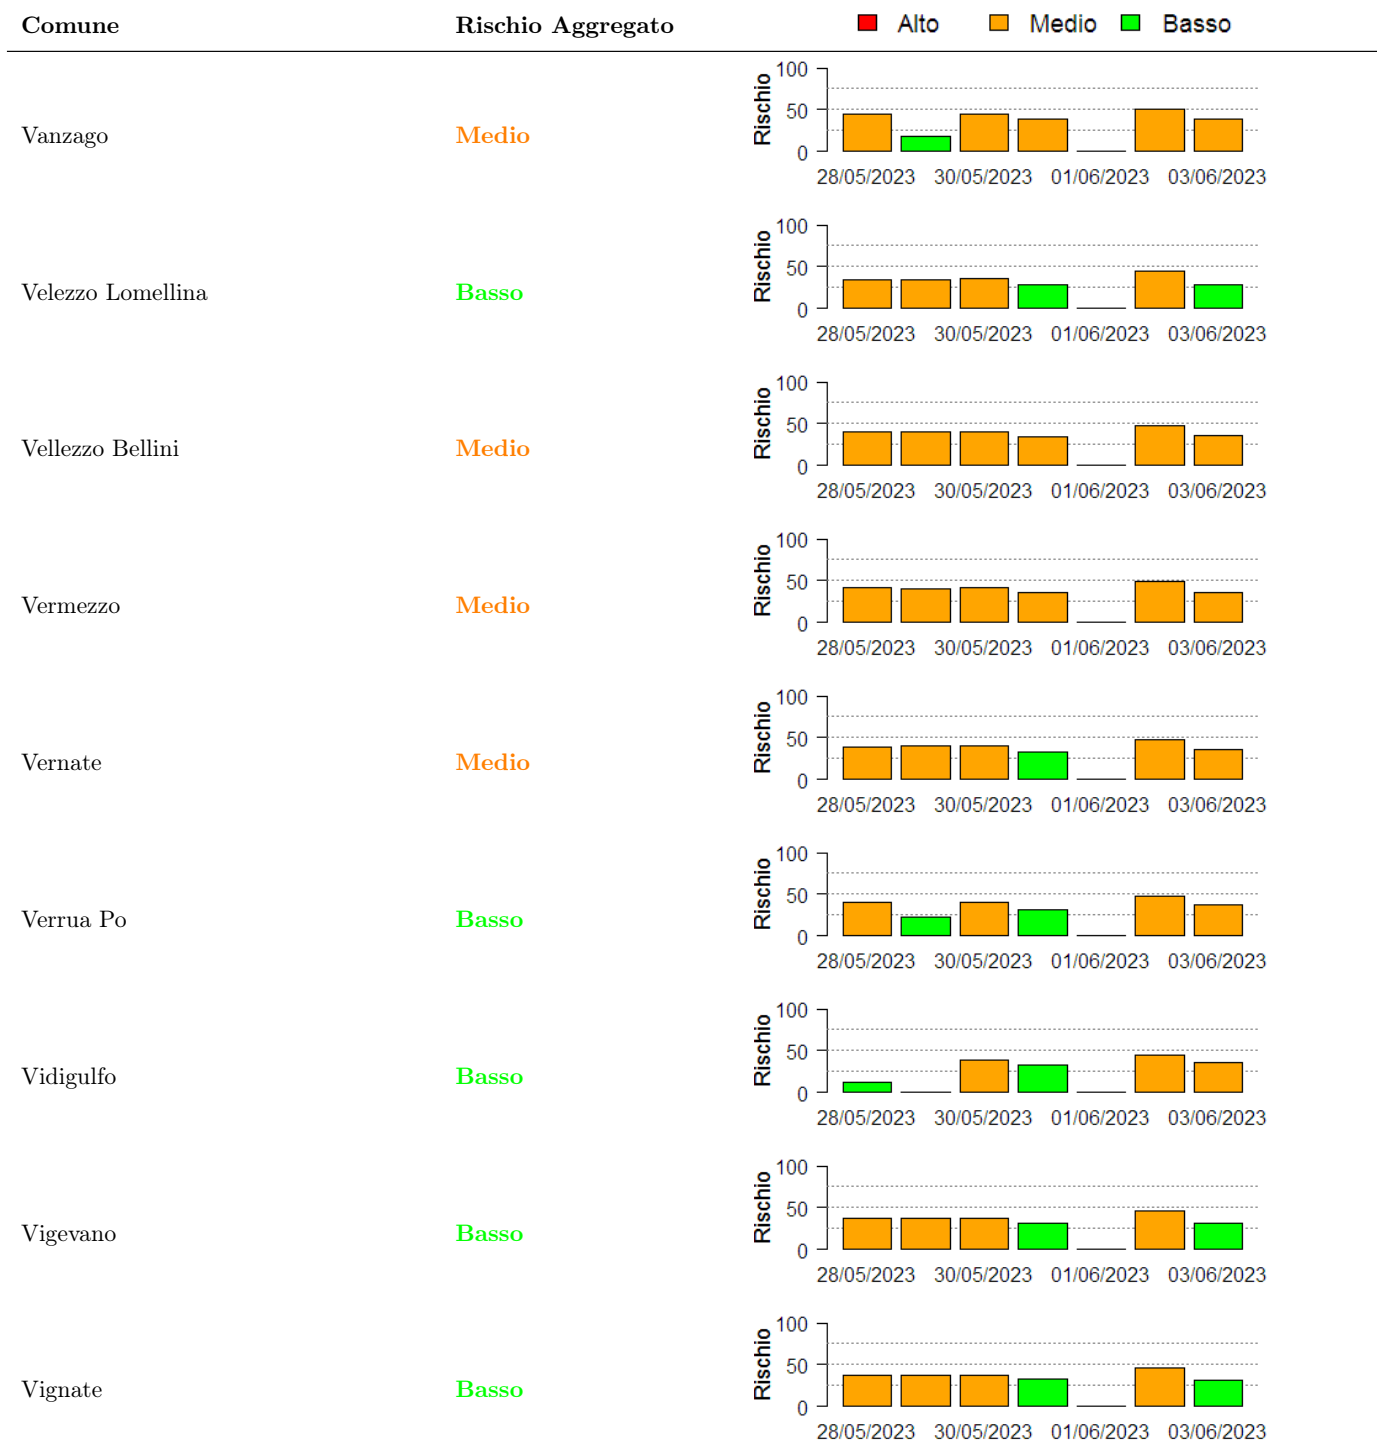 Comune Rischio Aggregato Alto Medio Basso
Vanzago Medio
Rischio
100
50
0
28/05/2023 30/05/2023 01/06/2023 03/06/2023
Velezzo Lomellina Basso
Rischio
100
50
0
28/05/2023 30/05/2023 01/06/2023 03/06/2023
Vellezzo Bellini Medio
Rischio
100
50
0
28/05/2023 30/05/2023 01/06/2023 03/06/2023
Vermezzo Medio
Rischio
100
50
0
28/05/2023 30/05/2023 01/06/2023 03/06/2023
Vernate Medio
Rischio
100
50
0
28/05/2023 30/05/2023 01/06/2023 03/06/2023
Verrua Po Basso
Rischio
100
50
0
28/05/2023 30/05/2023 01/06/2023 03/06/2023
Vidigulfo Basso
Rischio
100
50
0
28/05/2023 30/05/2023 01/06/2023 03/06/2023
Vigevano Basso
Rischio
100
50
0
28/05/2023 30/05/2023 01/06/2023 03/06/2023
Vignate Basso
Rischio
100
50
0
28/05/2023 30/05/2023 01/06/2023 03/06/2023